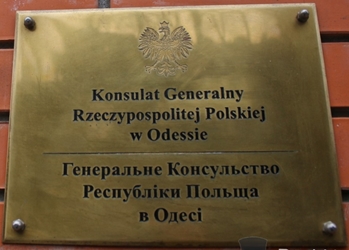 Konsulat Generalny
Rzeczypospolitej Polskiej
w Odessie
Генеральне Консульство
Республіки Польща
в Одесі